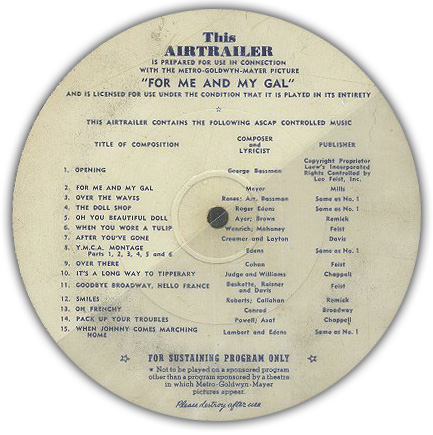 This
AIRTRAILER
IS PREPARED FOR USE IN CONNECTION
WITH THE METRO-GOLDWYN-MAYER PICTURE
"FOR ME AND MY GAL"
AND IS LICENSED FOR USE UNDER THE CONDITION THAT IT IS PLAYED IN ITS ENTIRETY
THIS AIRTRAILER CONTAINS THE FOLLOWING ASCAP CONTROLLED MUSIC
TITLE OF COMPOSITION COMPOSER and LYRICIST PUBLISHER
Copyright Proprietor
Loew's Incorporated
1. OPENING George Bassman Rights Controlled by
Leo Feist, Inc.
2. FOR ME AND MY GAL Meyer Mills
3. OVER THE WAVES Rosas; Arr. Bassman Same as No. 1
4. THE DOLL SHOP Roger Edens Same as No. 1
5. OH YOU BEAUTIFUL DOLL Ayer; Brown Remick
6. WHEN YOU WORE A TULIP Wenrich; Mahoney Feist
7. AFTER YOU'VE GONE Creamer and Layton Davis
8. Y.M.C.A. MONTAGE
Parts 1, 2, 3, 4, 5 and 6 Edens Same as No. 1
9. OVER THERE Cohan Feist
10. IT'S A LONG WAY TO TIPPERARY Judge and Williams Chappell
11. GOODBYE BROADWAY, HELLO FRANCE Baskette, Reisner
and Davis Feist
12. SMILES Roberts; Callahan Remick
13. OH FRENCHY Conrad Broadway
14. PACK UP YOUR TROUBLES Powell; Asaf Chappell
15. WHEN JOHNNY COMES MARCHING
HOME Lambert and Edens Same as No. 1
FOR SUSTAINING PROGRAM ONLY
★ Not to be played on a sponsored program
other than a program sponsored by a theatre
in which Metro-Goldwyn-Mayer
pictures appear.
Please destroy after use